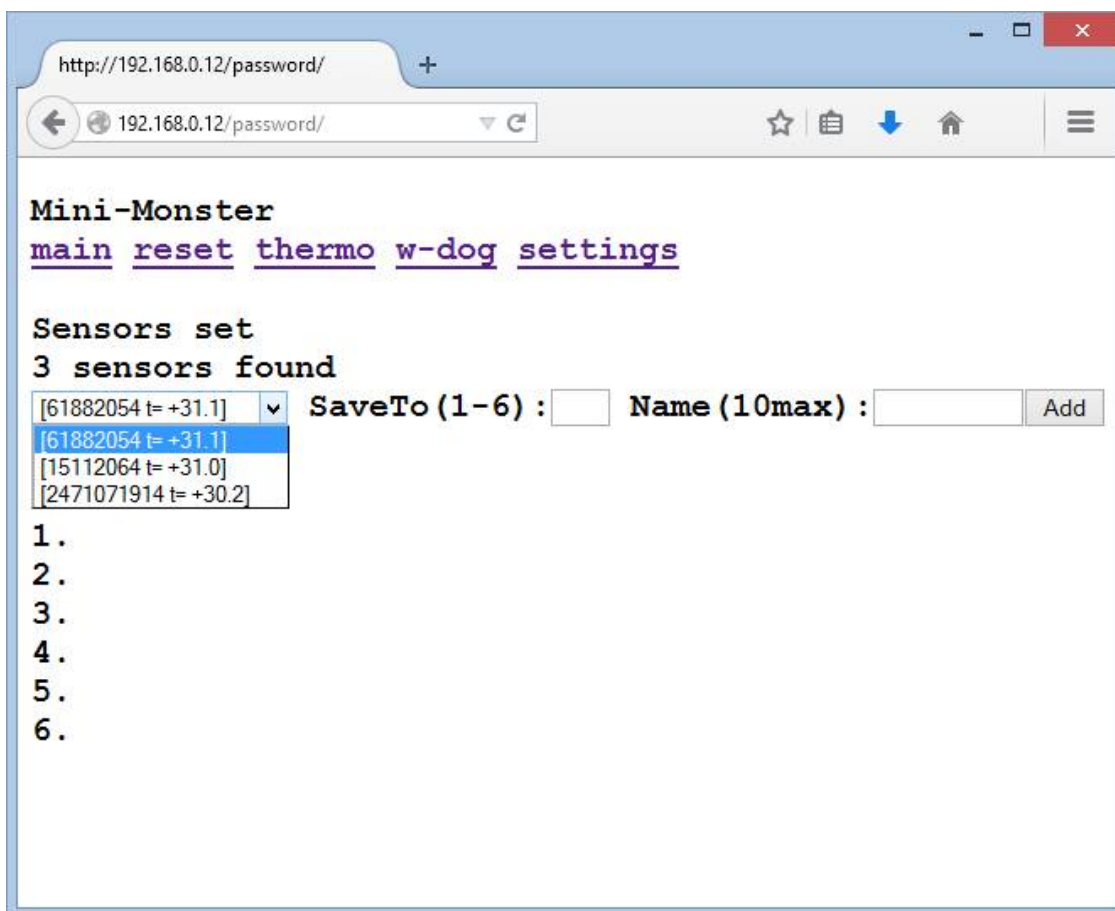 http://192.168.0.12/password/
192.168.0.12/password/
Mini-Monster
main reset thermo w-dog settings
Sensors set
3 sensors found
[61882054 t= +31.1] SaveTo(1-6): Name(10max): Add
[61882054 t= +31.1]
[15112064 t= +31.0]
[2471071914 t= +30.2]
1.
2.
3.
4.
5.
6.